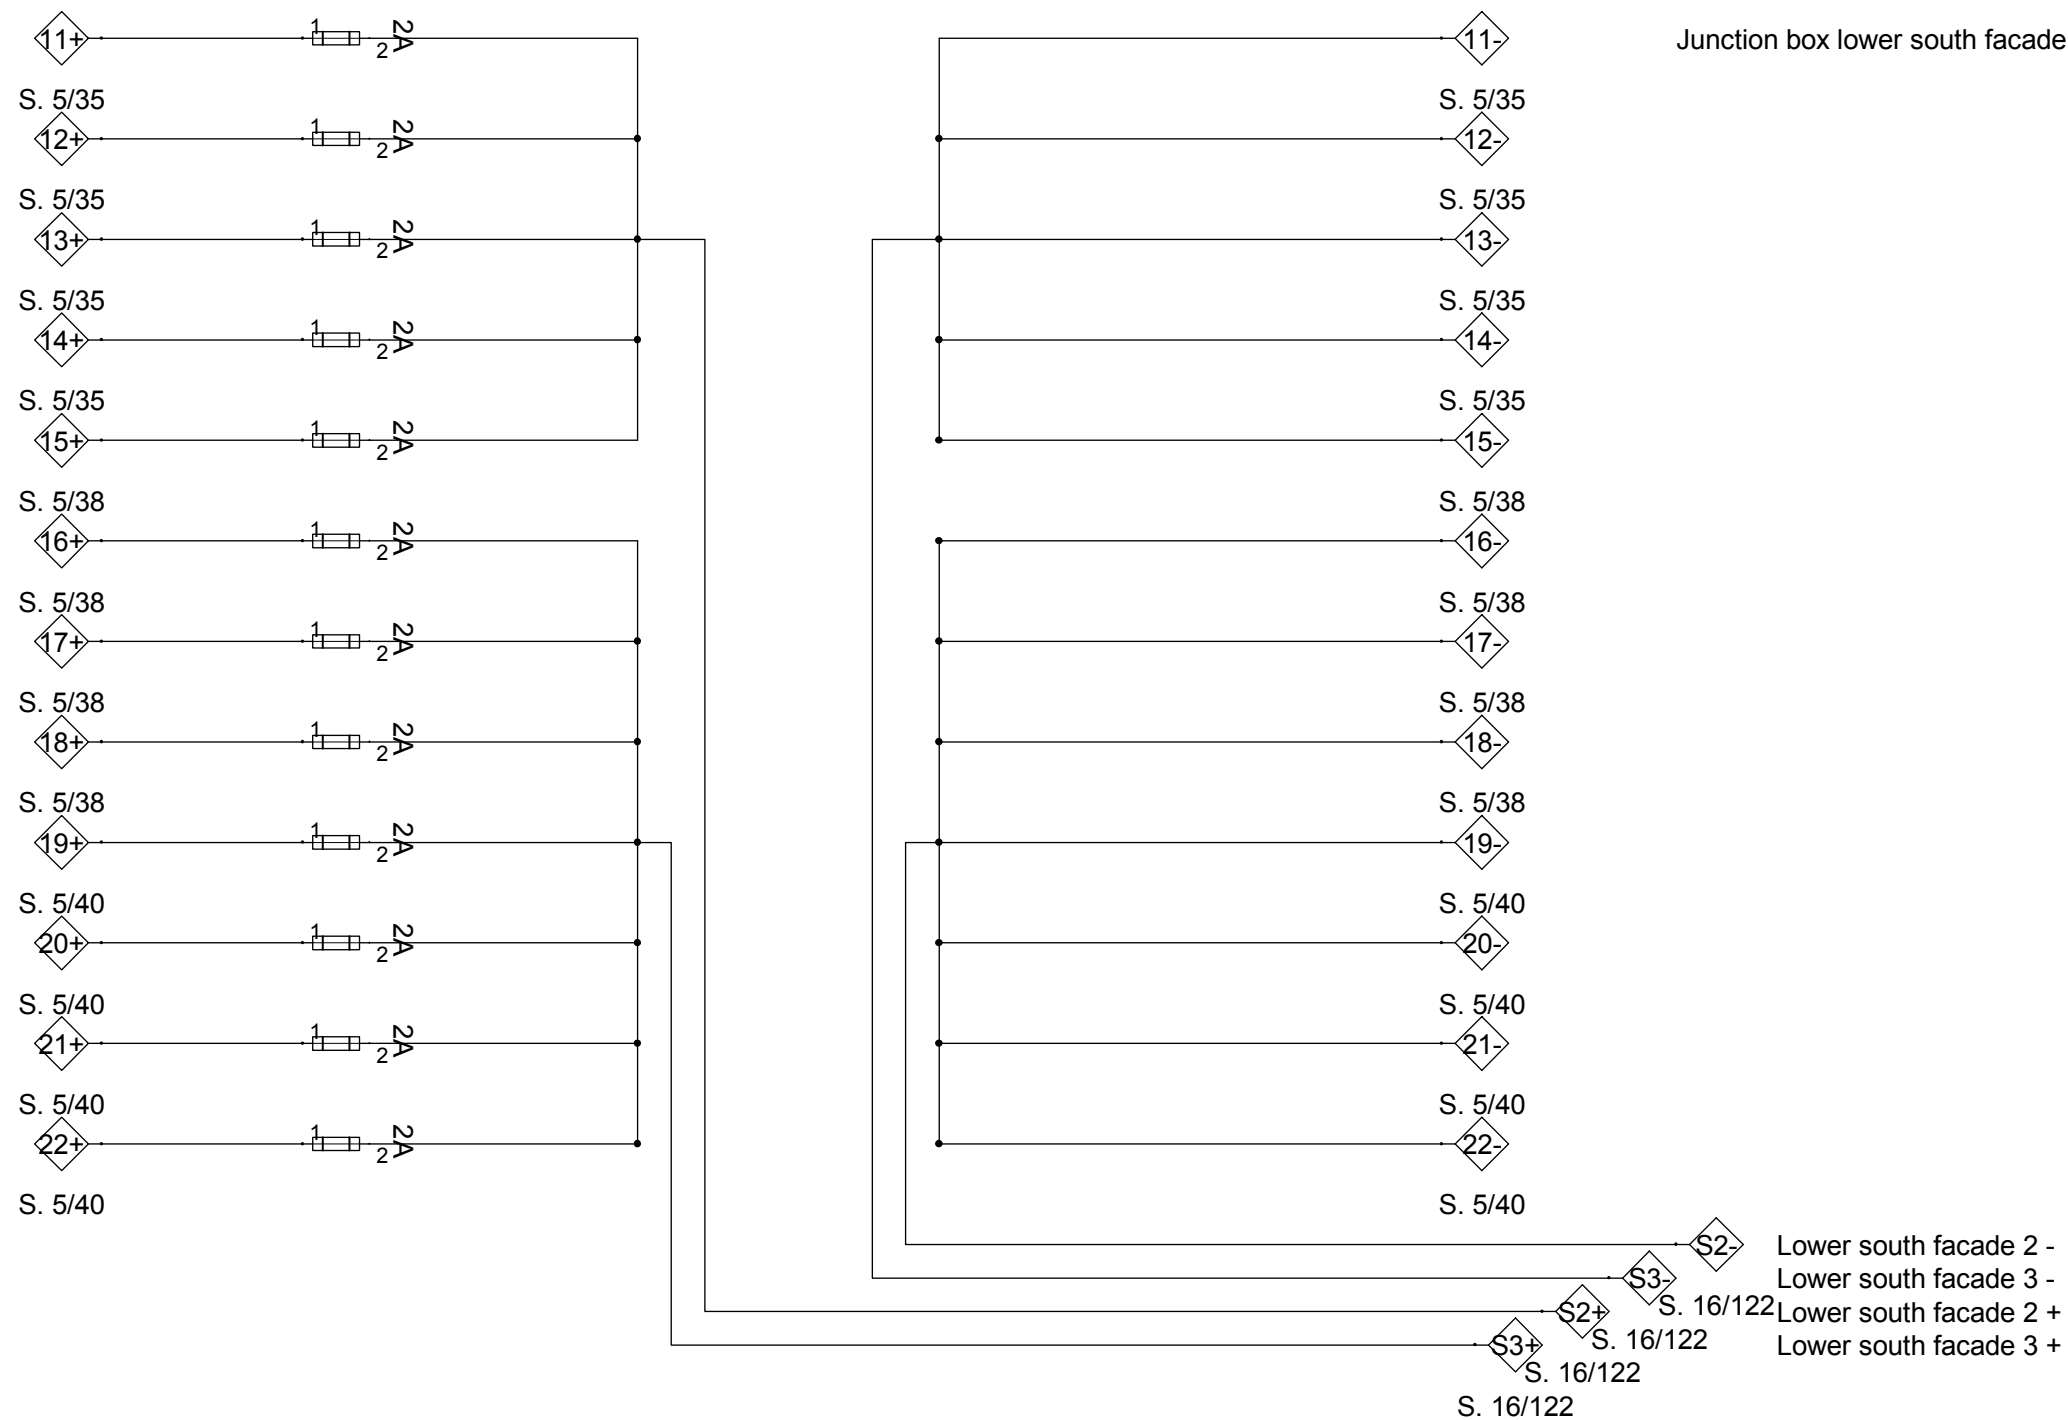 11+ 1 2 2A 11- Junction box lower south facade
S. 5/35 S. 5/35
12+ 1 2 2A 12-
S. 5/35 S. 5/35
13+ 1 2 2A 13-
S. 5/35 S. 5/35
14+ 1 2 2A 14-
S. 5/35 S. 5/35
15+ 1 2 2A 15-
S. 5/38 S. 5/38
16+ 1 2 2A 16-
S. 5/38 S. 5/38
17+ 1 2 2A 17-
S. 5/38 S. 5/38
18+ 1 2 2A 18-
S. 5/38 S. 5/38
19+ 1 2 2A 19-
S. 5/40 S. 5/40
20+ 1 2 2A 20-
S. 5/40 S. 5/40
21+ 1 2 2A 21-
S. 5/40 S. 5/40
22+ 1 2 2A 22-
S. 5/40 S. 5/40
S2- Lower south facade 2 -
S3- Lower south facade 3 -
S2+ S. 16/122 Lower south facade 2 +
S3+ S. 16/122 Lower south facade 3 +
S. 16/122
S. 16/122